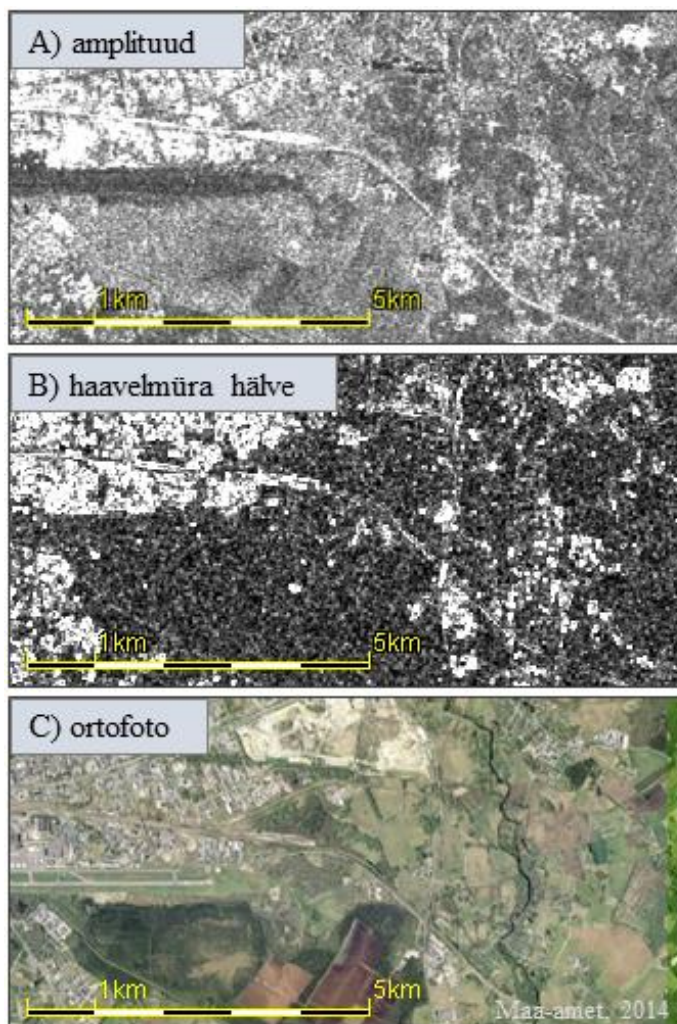 A) amplituud
1km 5km
B) haavelmüra hälve
1km 5km
C) ortofoto
1km 5km
Maa-amet, 2014